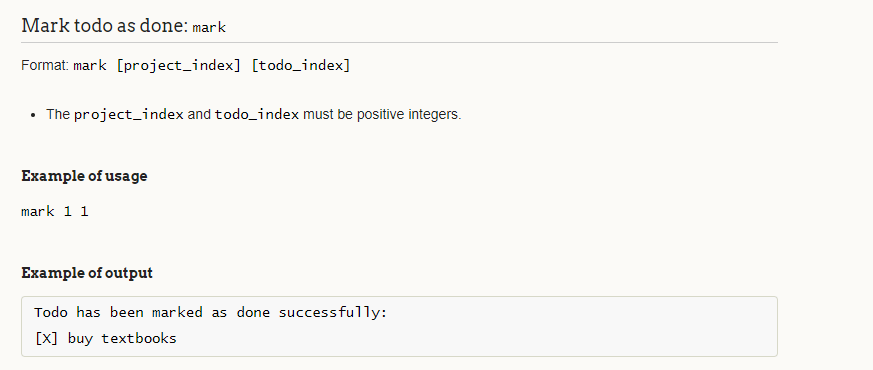 Mark todo as done: mark
Format: mark [project_index] [todo_index]
• The project_index and todo_index must be positive integers.
Example of usage
mark 1 1
Example of output
Todo has been marked as done successfully:
[X] buy textbooks